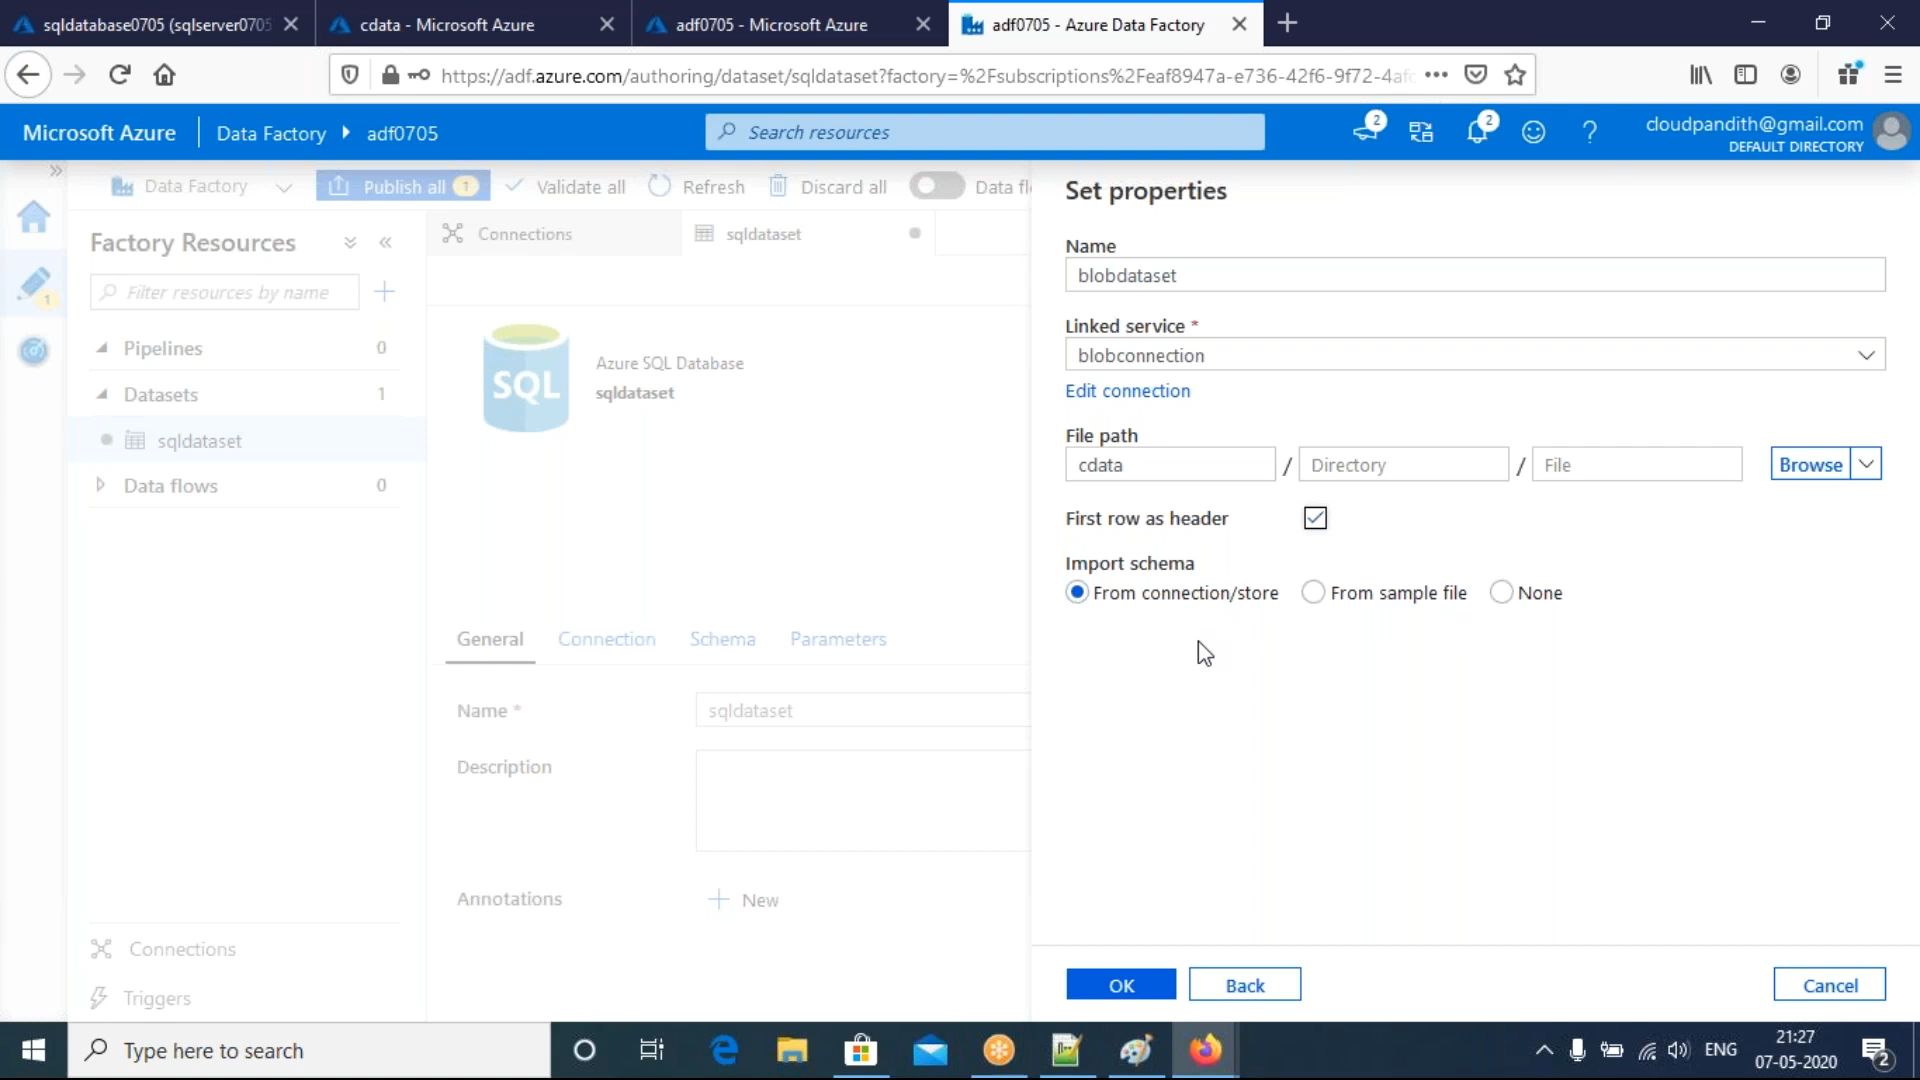 sqldatabase0705 (sqlserver0705
cdata - Microsoft Azure
adf0705 - Microsoft Azure
adf0705 - Azure Data Factory
https://adf.azure.com/authoring/dataset/sqldataset?factory=%2Fsubscriptions%2Feaf8947a-e736-42f6-9f72-4afc
Microsoft Azure
Data Factory
adf0705
Search resources
2
2
cloudpandith@gmail.com
DEFAULT DIRECTORY
Data Factory
Publish all 1
Validate all
Refresh
Discard all
Data fl
Factory Resources
Filter resources by name
1
Pipelines 0
Datasets 1
sqldataset
Data flows 0
Connections
Triggers
Connections
sqldataset
SQL
Azure SQL Database
sqldataset
General
Connection
Schema
Parameters
Name *
sqldataset
Description
Annotations
New
Set properties
Name
blobdataset
Linked service *
blobconnection
Edit connection
File path
cdata / Directory / File
Browse
First row as header
Import schema
From connection/store
From sample file
None
OK
Back
Cancel
Type here to search
ENG
21:27
07-05-2020
2